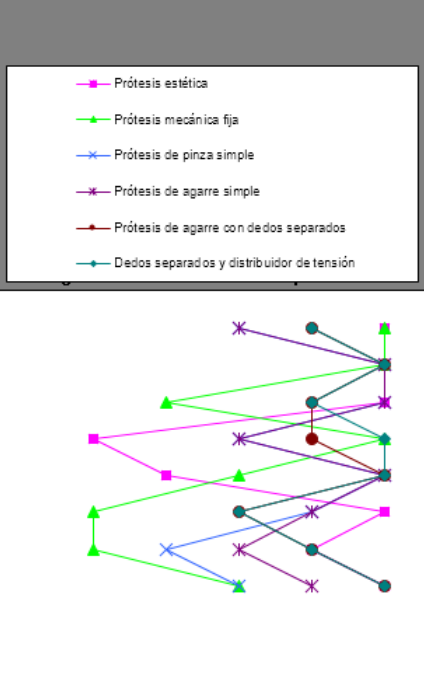 Prótesis estética
Prótesis mecánica fija
Prótesis de pinza simple
Prótesis de agarre simple
Prótesis de agarre con dedos separados
Dedos separados y distribuidor de tensión